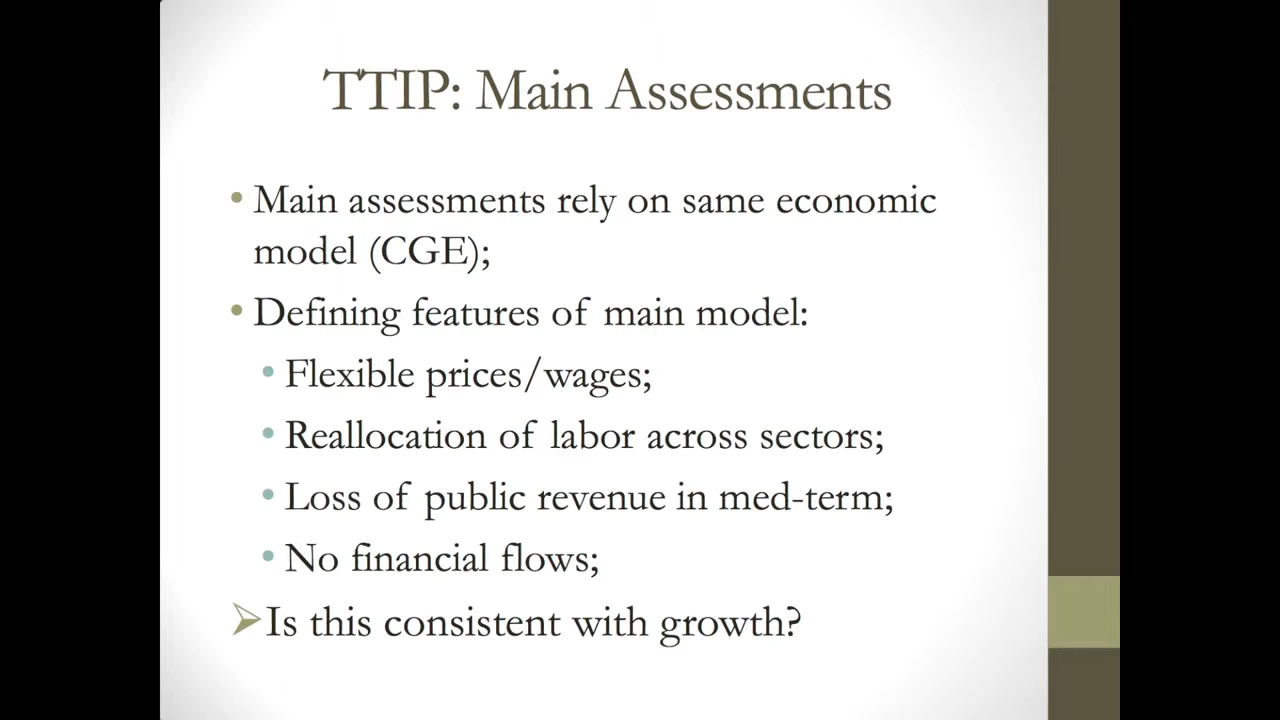 TTIP: Main Assessments
• Main assessments rely on same economic
model (CGE);
• Defining features of main model:
• Flexible prices/wages;
• Reallocation of labor across sectors;
• Loss of public revenue in med-term;
• No financial flows;
➢Is this consistent with growth?